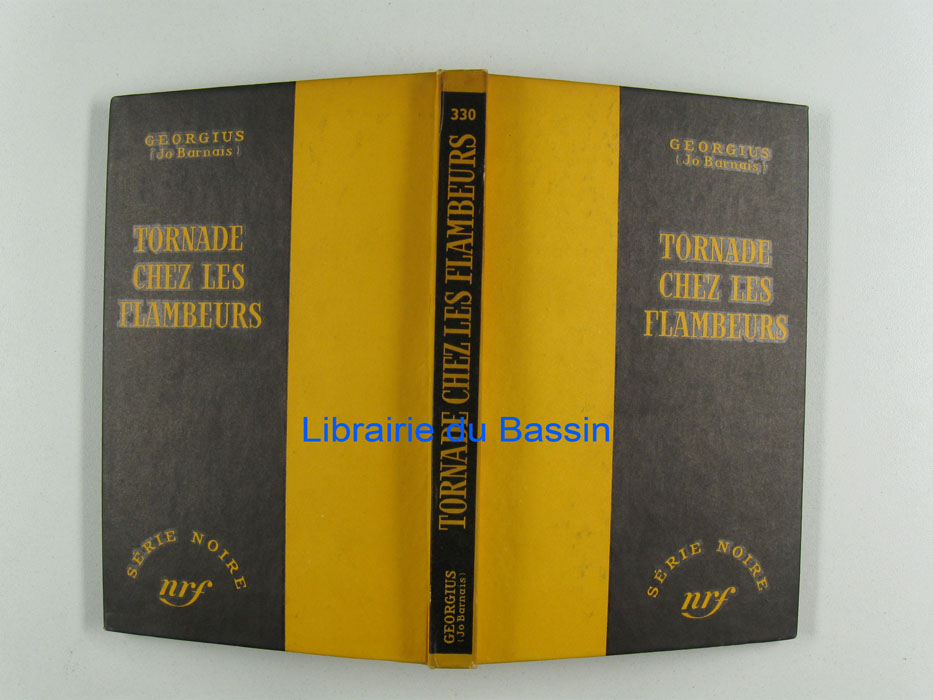 GEORGIUS
(Jo Barnais)
TORNADE
CHEZ LES
FLAMBEURS
SÉRIE NOIRE
nrf
330
TORNADE CHEZ LES FLAMBEURS
GEORGIUS
(Jo Barnais)
GEORGIUS
(Jo Barnais)
TORNADE
CHEZ LES
FLAMBEURS
SÉRIE NOIRE
nrf
Librairie du Bassin